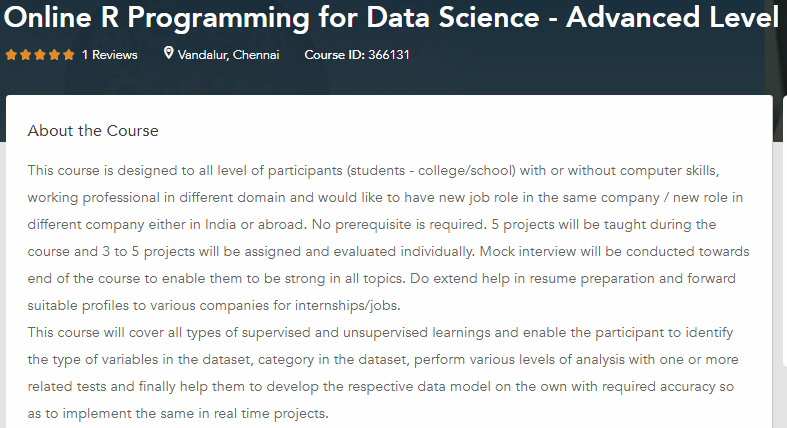 Online R Programming for Data Science - Advanced Level
1 Reviews Vandalur, Chennai Course ID: 366131
About the Course
This course is designed to all level of participants (students - college/school) with or without computer skills,
working professional in different domain and would like to have new job role in the same company / new role in
different company either in India or abroad. No prerequisite is required. 5 projects will be taught during the
course and 3 to 5 projects will be assigned and evaluated individually. Mock interview will be conducted towards
end of the course to enable them to be strong in all topics. Do extend help in resume preparation and forward
suitable profiles to various companies for internships/jobs.
This course will cover all types of supervised and unsupervised learnings and enable the participant to identify
the type of variables in the dataset, category in the dataset, perform various levels of analysis with one or more
related tests and finally help them to develop the respective data model on the own with required accuracy so
as to implement the same in real time projects.